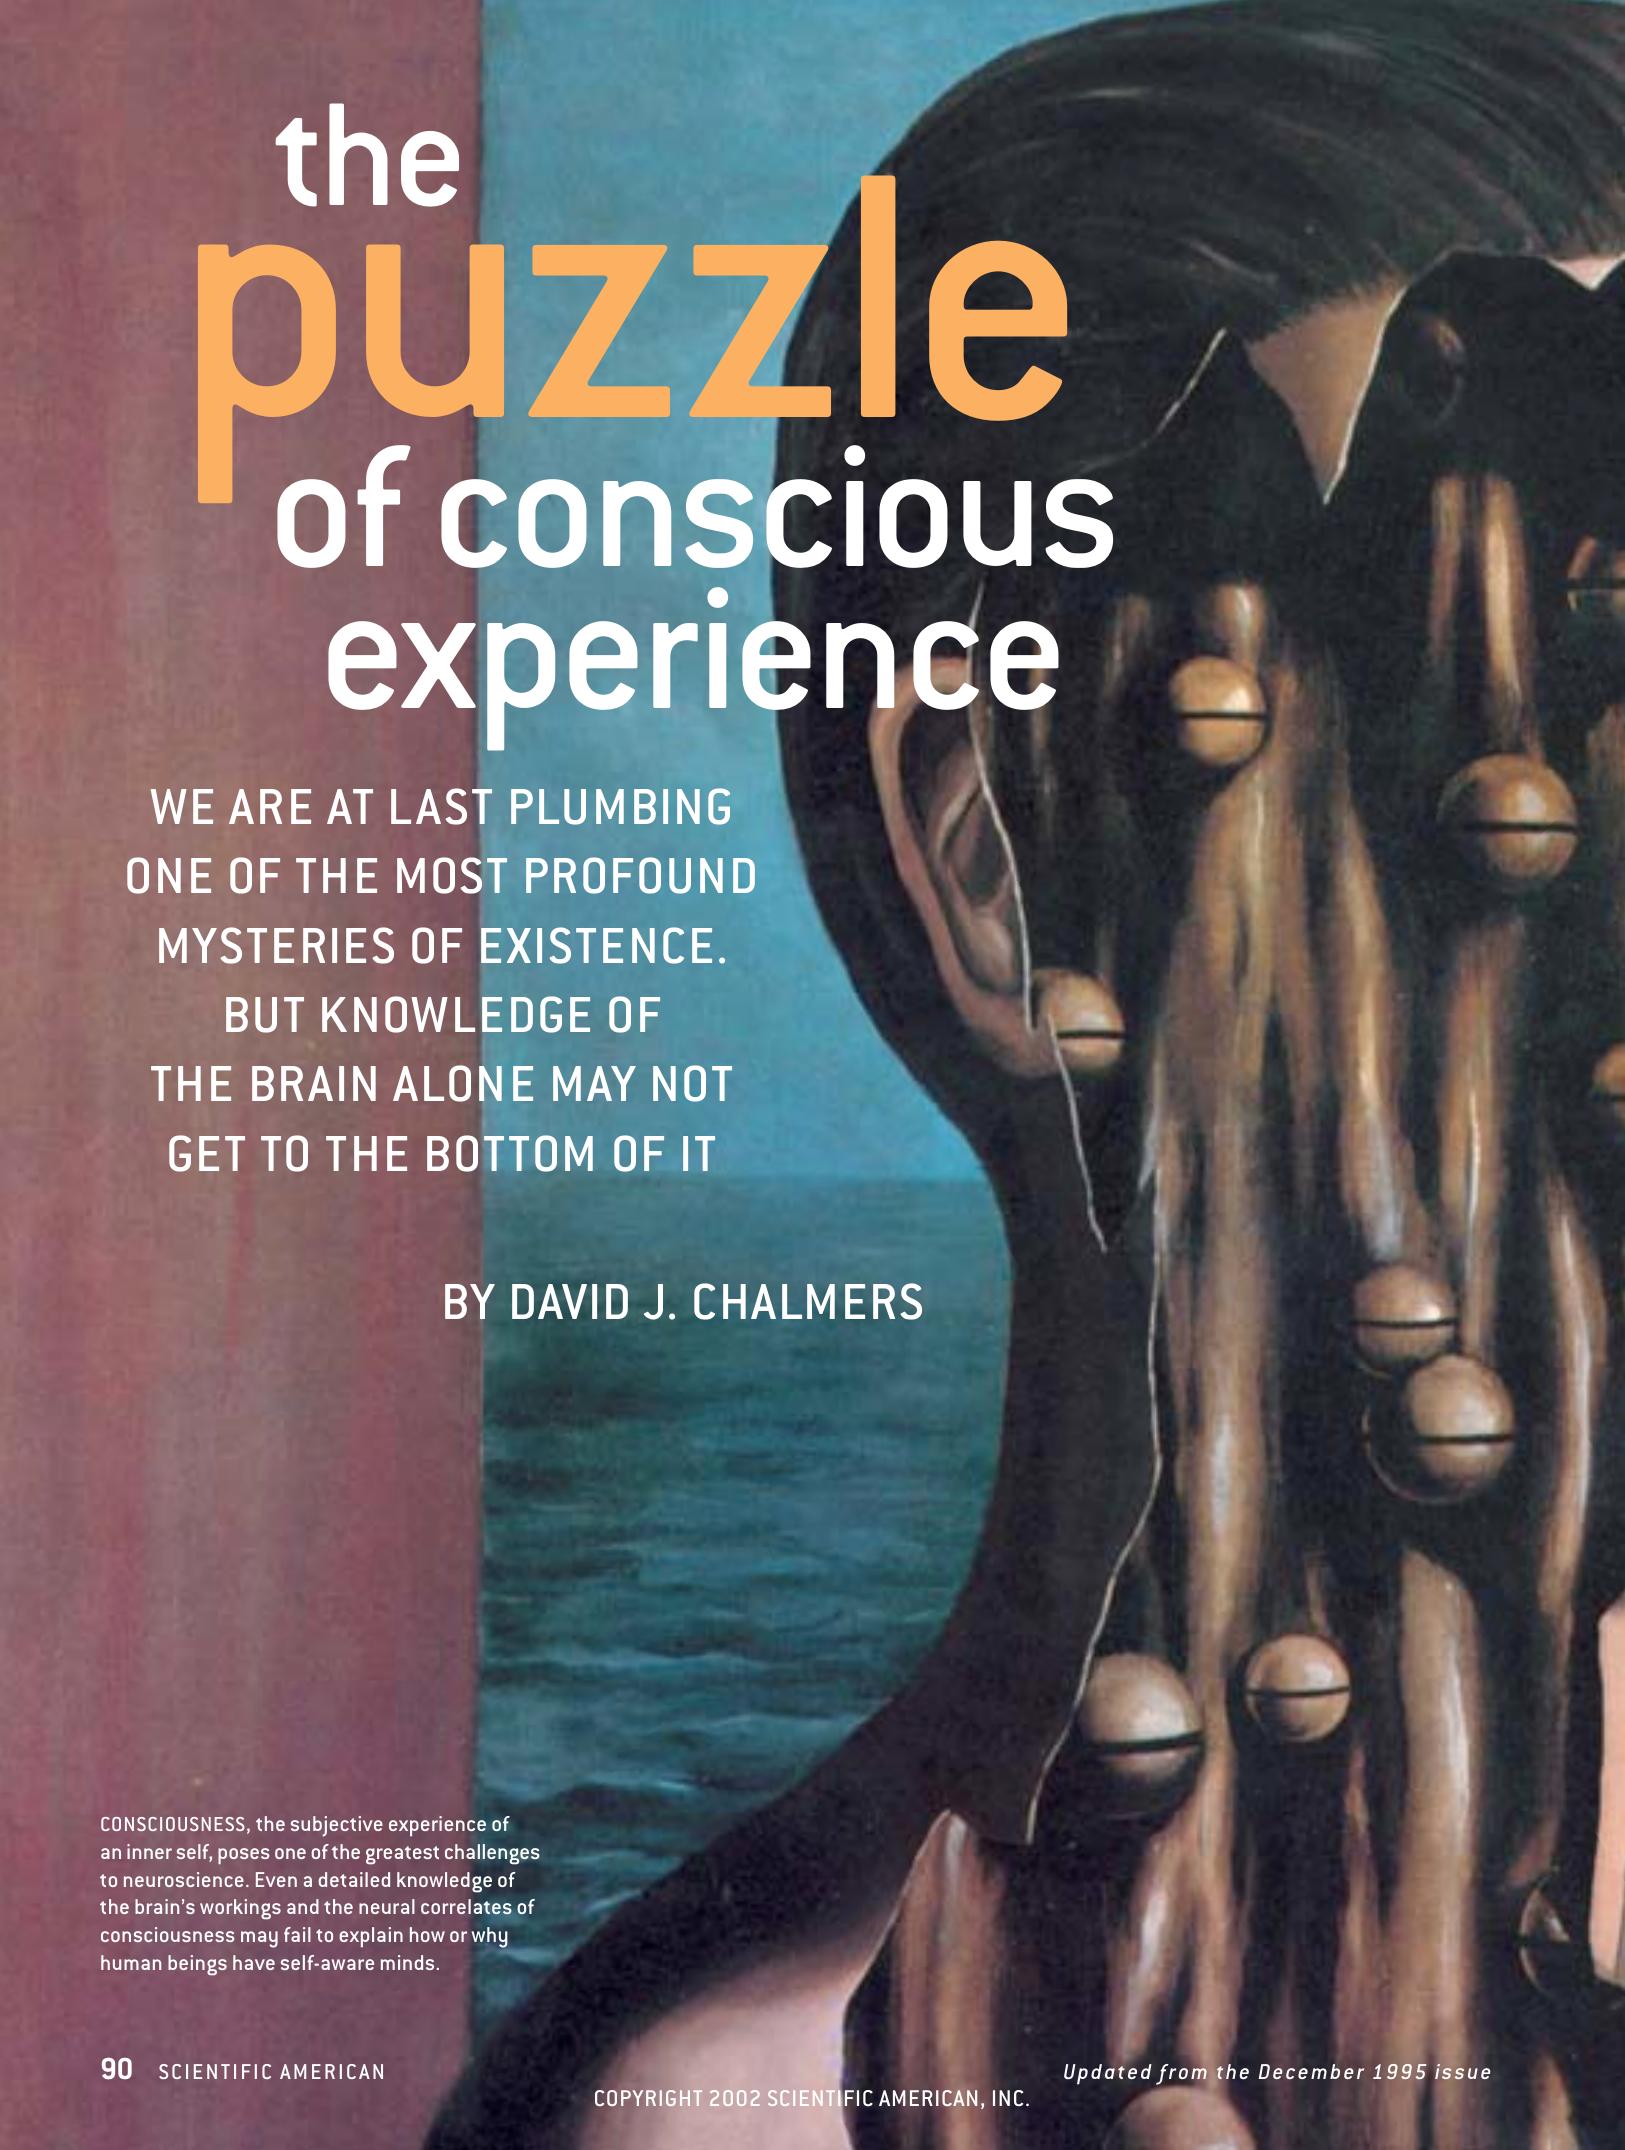 the
puzzle
of conscious
experience
WE ARE AT LAST PLUMBING
ONE OF THE MOST PROFOUND
MYSTERIES OF EXISTENCE.
BUT KNOWLEDGE OF
THE BRAIN ALONE MAY NOT
GET TO THE BOTTOM OF IT
BY DAVID J. CHALMERS
CONSCIOUSNESS, the subjective experience of
an inner self, poses one of the greatest challenges
to neuroscience. Even a detailed knowledge of
the brain's workings and the neural correlates of
consciousness may fail to explain how or why
human beings have self-aware minds.
90 SCIENTIFIC AMERICAN
Updated from the December 1995 issue
COPYRIGHT 2002 SCIENTIFIC AMERICAN, INC.